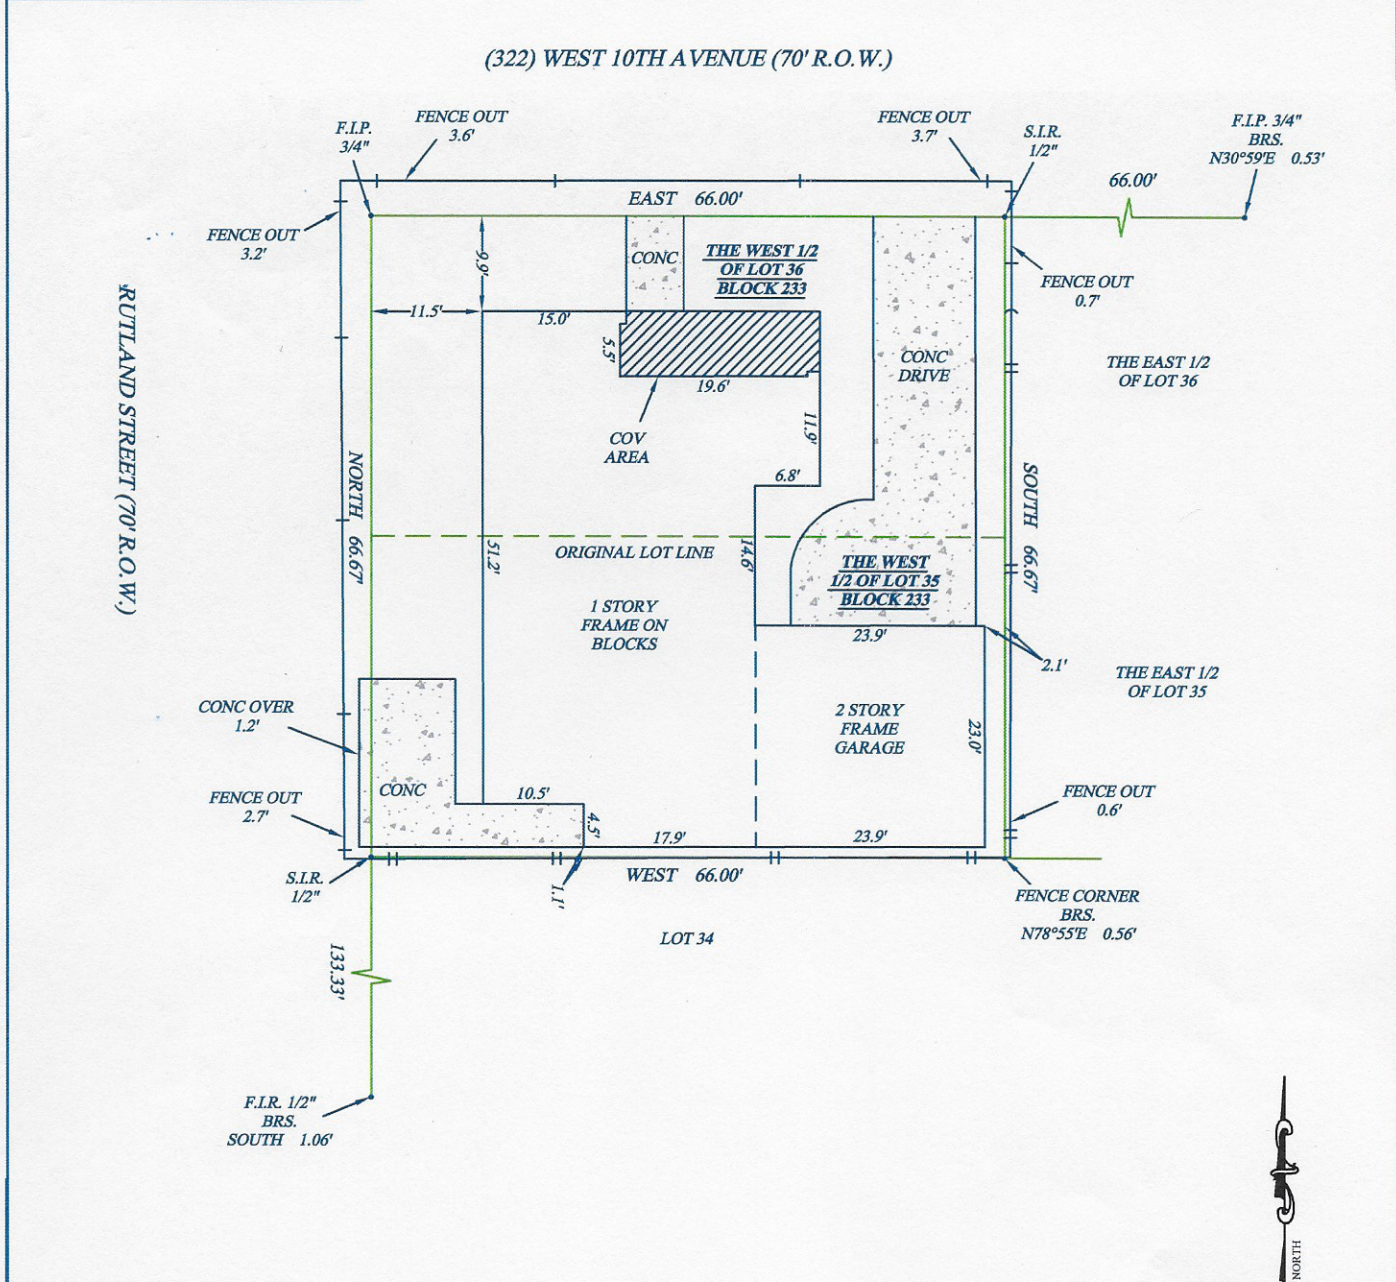 (322) WEST 10TH AVENUE (70' R.O.W.)
FENCE OUT
3.6'
FENCE OUT
3.7'
F.I.P.
3/4"
S.I.R.
1/2"
F.I.P. 3/4"
BRS.
N30°59'E 0.53'
66.00'
EAST 66.00'
FENCE OUT
3.2'
9.9'
CONC
THE WEST 1/2
OF LOT 36
BLOCK 233
FENCE OUT
0.7'
11.5'
15.0'
5.5'
19.6'
CONC
DRIVE
THE EAST 1/2
OF LOT 36
RUTLAND STREET (70' R.O.W.)
COV
AREA
11.9'
6.8'
NORTH 66.67'
SOUTH 66.67'
51.2'
ORIGINAL LOT LINE
14.6'
THE WEST
1/2 OF LOT 35
BLOCK 233
1 STORY
FRAME ON
BLOCKS
23.9'
2.1'
THE EAST 1/2
OF LOT 35
CONC OVER
1.2'
2 STORY
FRAME
GARAGE
23.0'
CONC
FENCE OUT
2.7'
10.5'
4.5'
FENCE OUT
0.6'
17.9'
23.9'
S.I.R.
1/2"
WEST 66.00'
1.1'
FENCE CORNER
BRS.
N78°55'E 0.56'
LOT 34
133.33'
F.I.R. 1/2"
BRS.
SOUTH 1.06'
NORTH